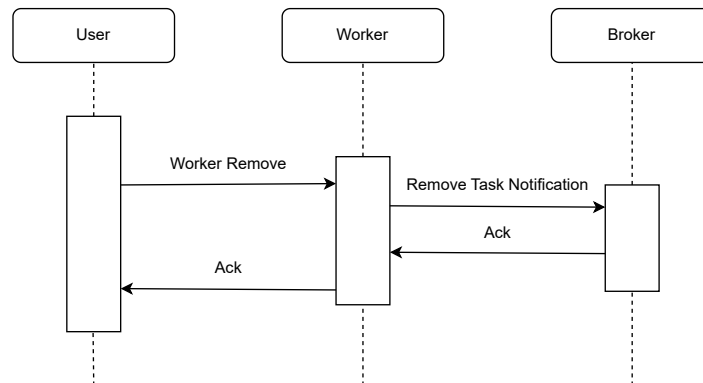 User
Worker
Broker
Worker Remove
Remove Task Notification
Ack
Ack